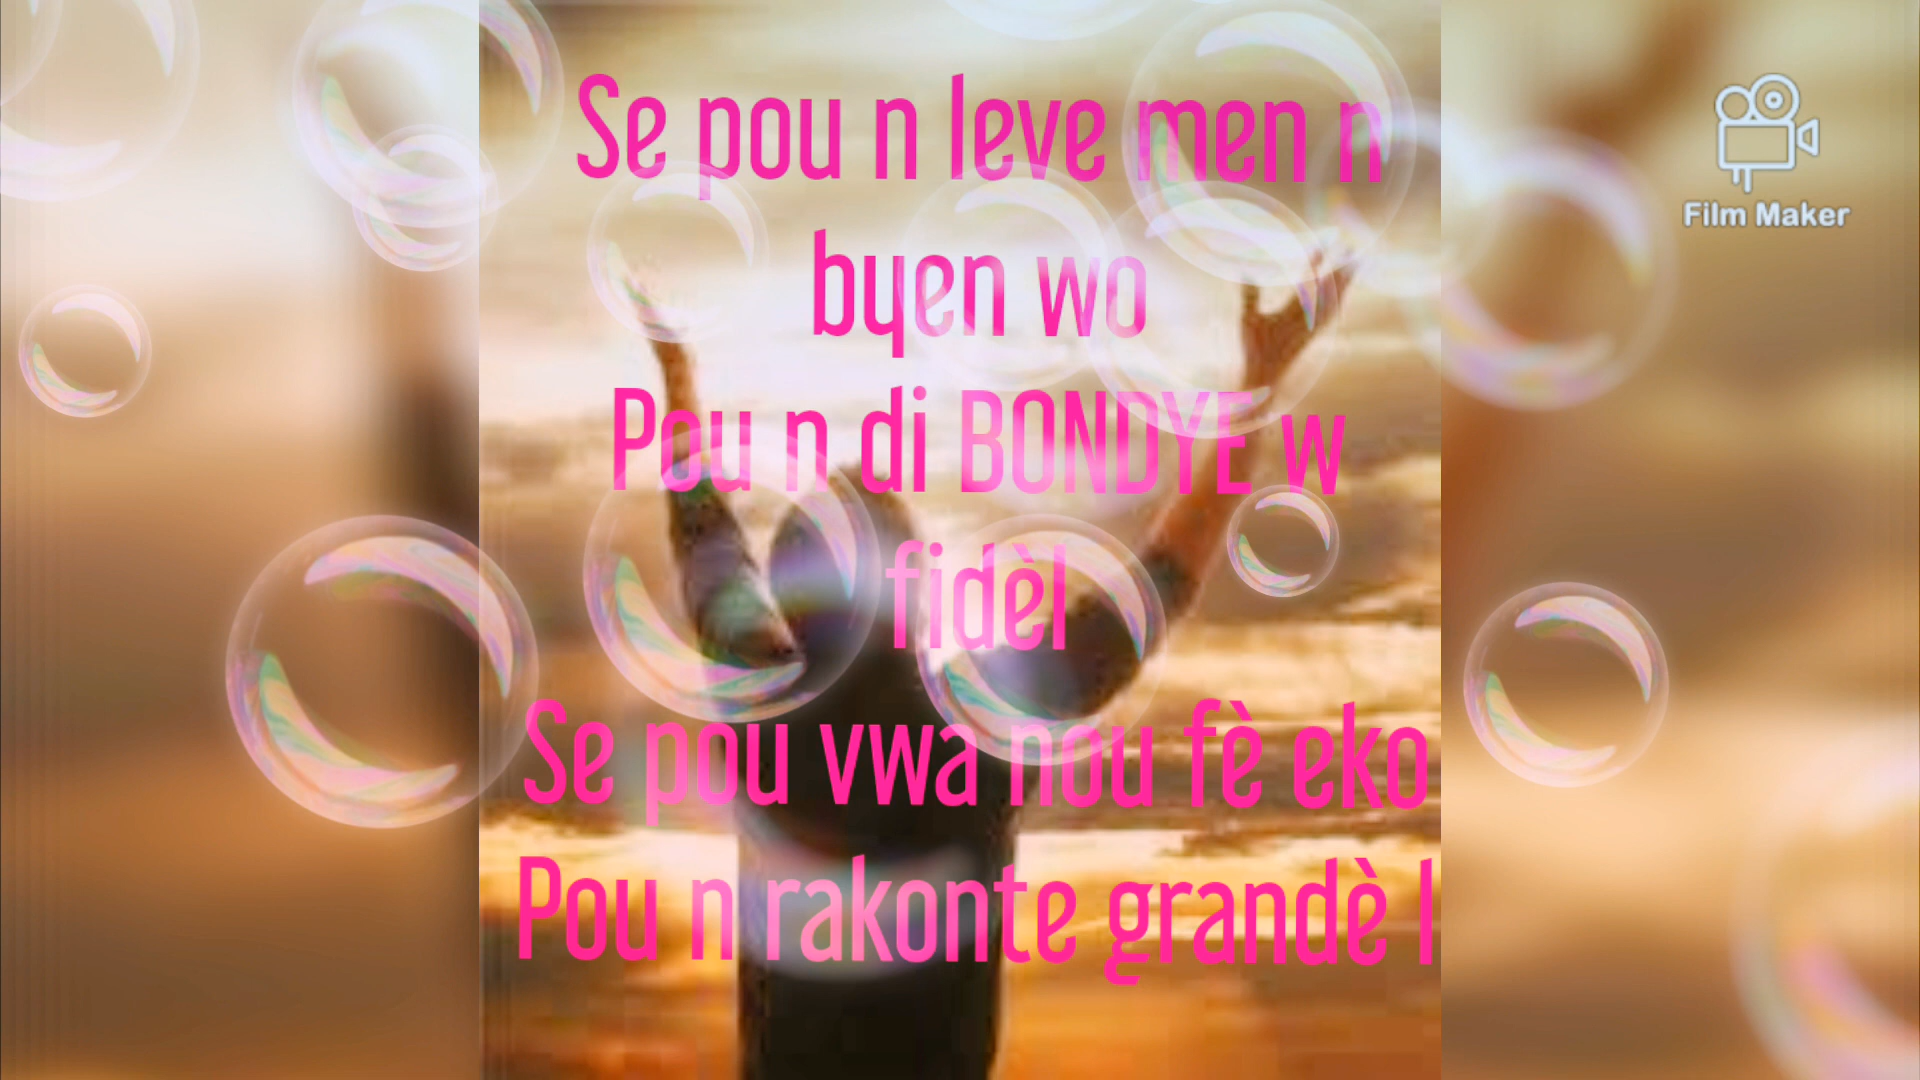 Se pou n leve men n
byen wo
Pou n di BONDYE w
fidèl
Se pou vwa nou fè eko
Pou n rakonte grandè l
Film Maker